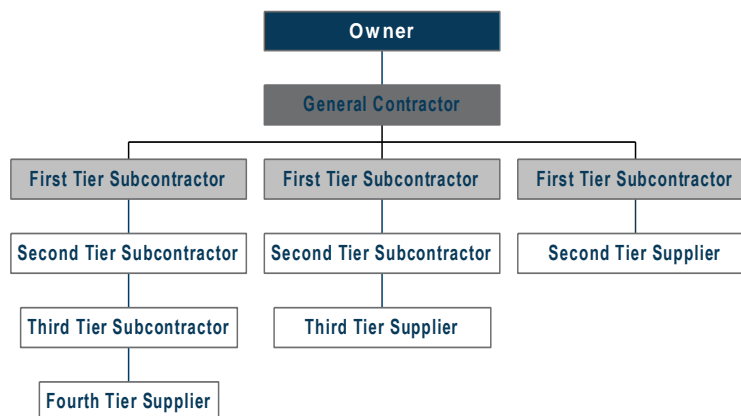 Owner
General Contractor
First Tier Subcontractor
First Tier Subcontractor
First Tier Subcontractor
Second Tier Subcontractor
Second Tier Subcontractor
Second Tier Supplier
Third Tier Subcontractor
Third Tier Supplier
Fourth Tier Supplier